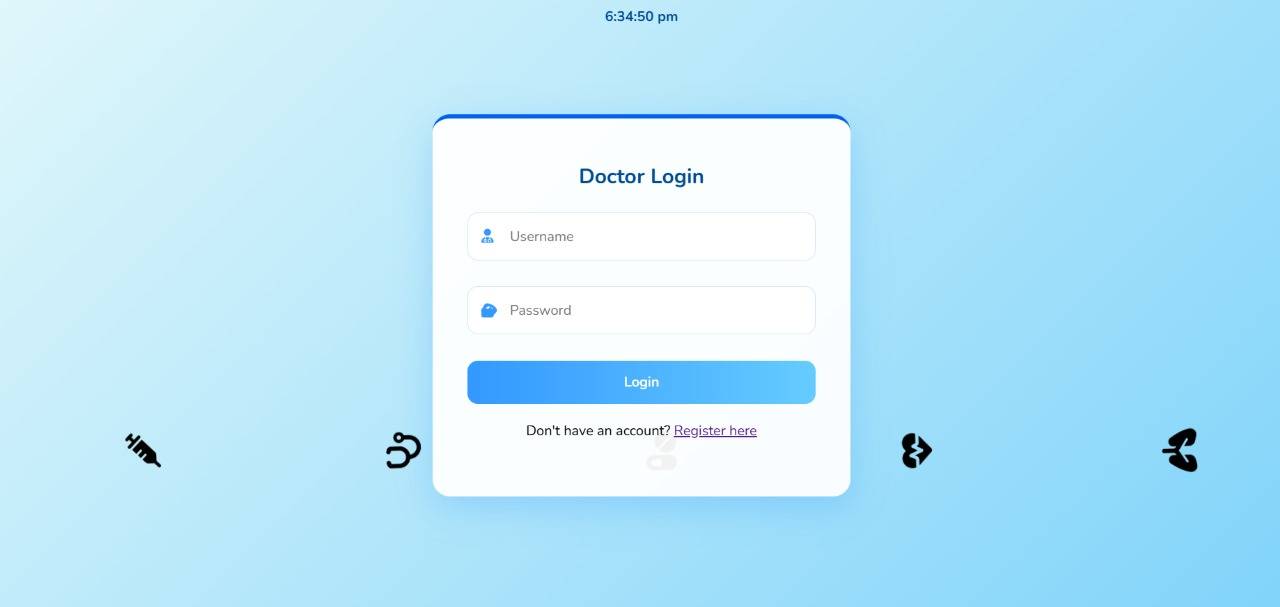 6:34:50 pm
Doctor Login
Username
Password
Login
Don't have an account? Register here